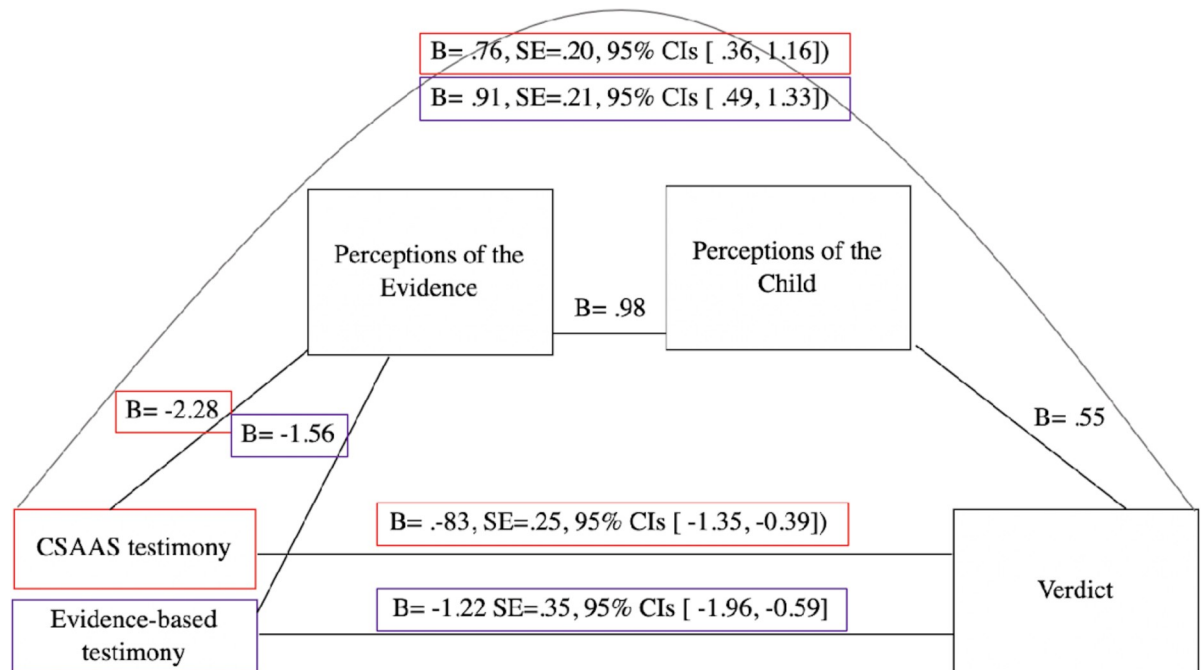 B= .76, SE=.20, 95% CIs [ .36, 1.16])
B= .91, SE=.21, 95% CIs [ .49, 1.33])
Perceptions of the
Evidence
Perceptions of the
Child
B= .98
B= -2.28
B= -1.56
B= .55
CSAAS testimony
B= .-83, SE=.25, 95% CIs [ -1.35, -0.39])
Verdict
Evidence-based
testimony
B= -1.22 SE=.35, 95% CIs [ -1.96, -0.59]